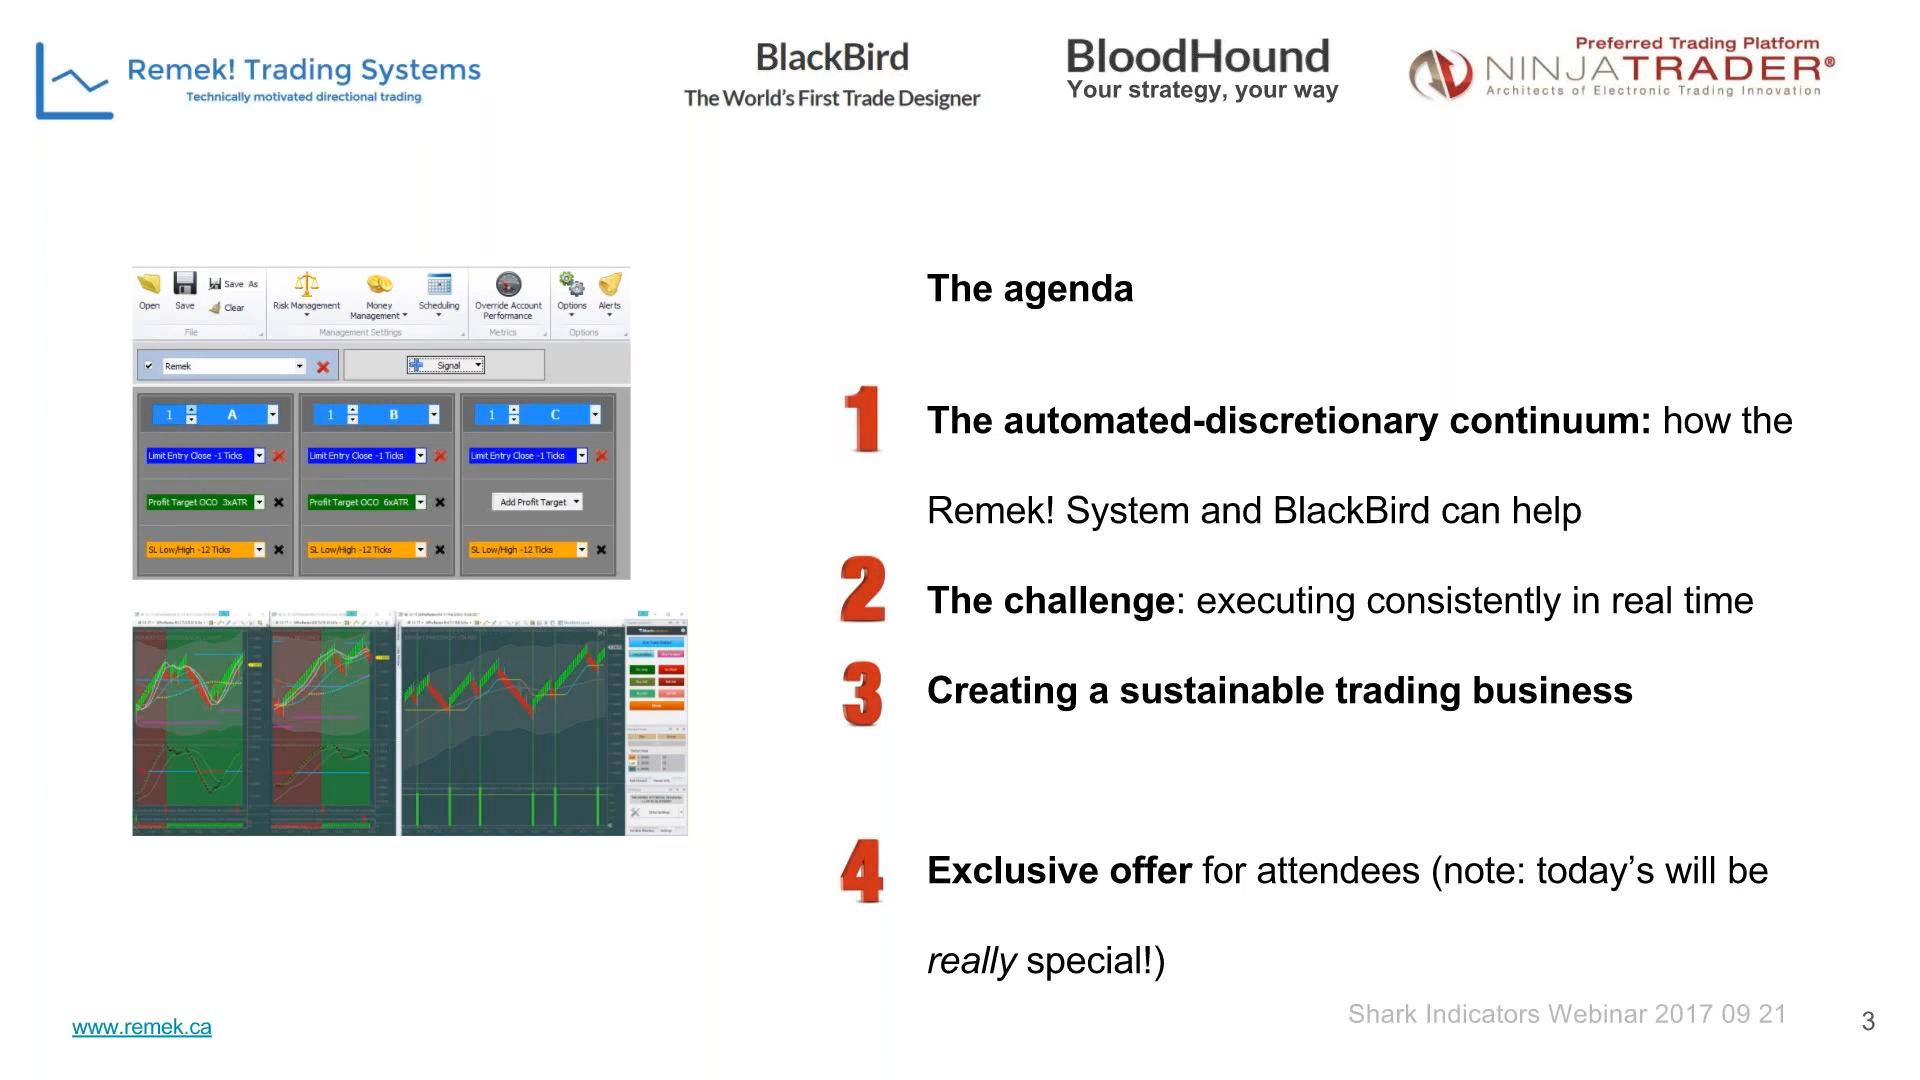 Remek! Trading Systems
Technically motivated directional trading
BlackBird
The World's First Trade Designer
BloodHound
Your strategy, your way
Preferred Trading Platform
NINJATRADER®
Architects of Electronic Trading Innovation
Open
Save
Save As
Clear
File
Risk Management
Money Management
Scheduling
Management Settings
Override Account Performance
Metrics
Options
Alerts
Options
Remek
Signal
1 A
1 B
1 C
Limit Entry Close -1 Ticks
Limit Entry Close -1 Ticks
Limit Entry Close -1 Ticks
Profit Target OCO 3xATR
Profit Target OCO 6xATR
Add Profit Target
SL Low/High -12 Ticks
SL Low/High -12 Ticks
SL Low/High -12 Ticks
The agenda
1 The automated-discretionary continuum: how the
Remek! System and BlackBird can help
2 The challenge: executing consistently in real time
3 Creating a sustainable trading business
4 Exclusive offer for attendees (note: today’s will be
really special!)
www.remek.ca
Shark Indicators Webinar 2017 09 21
3